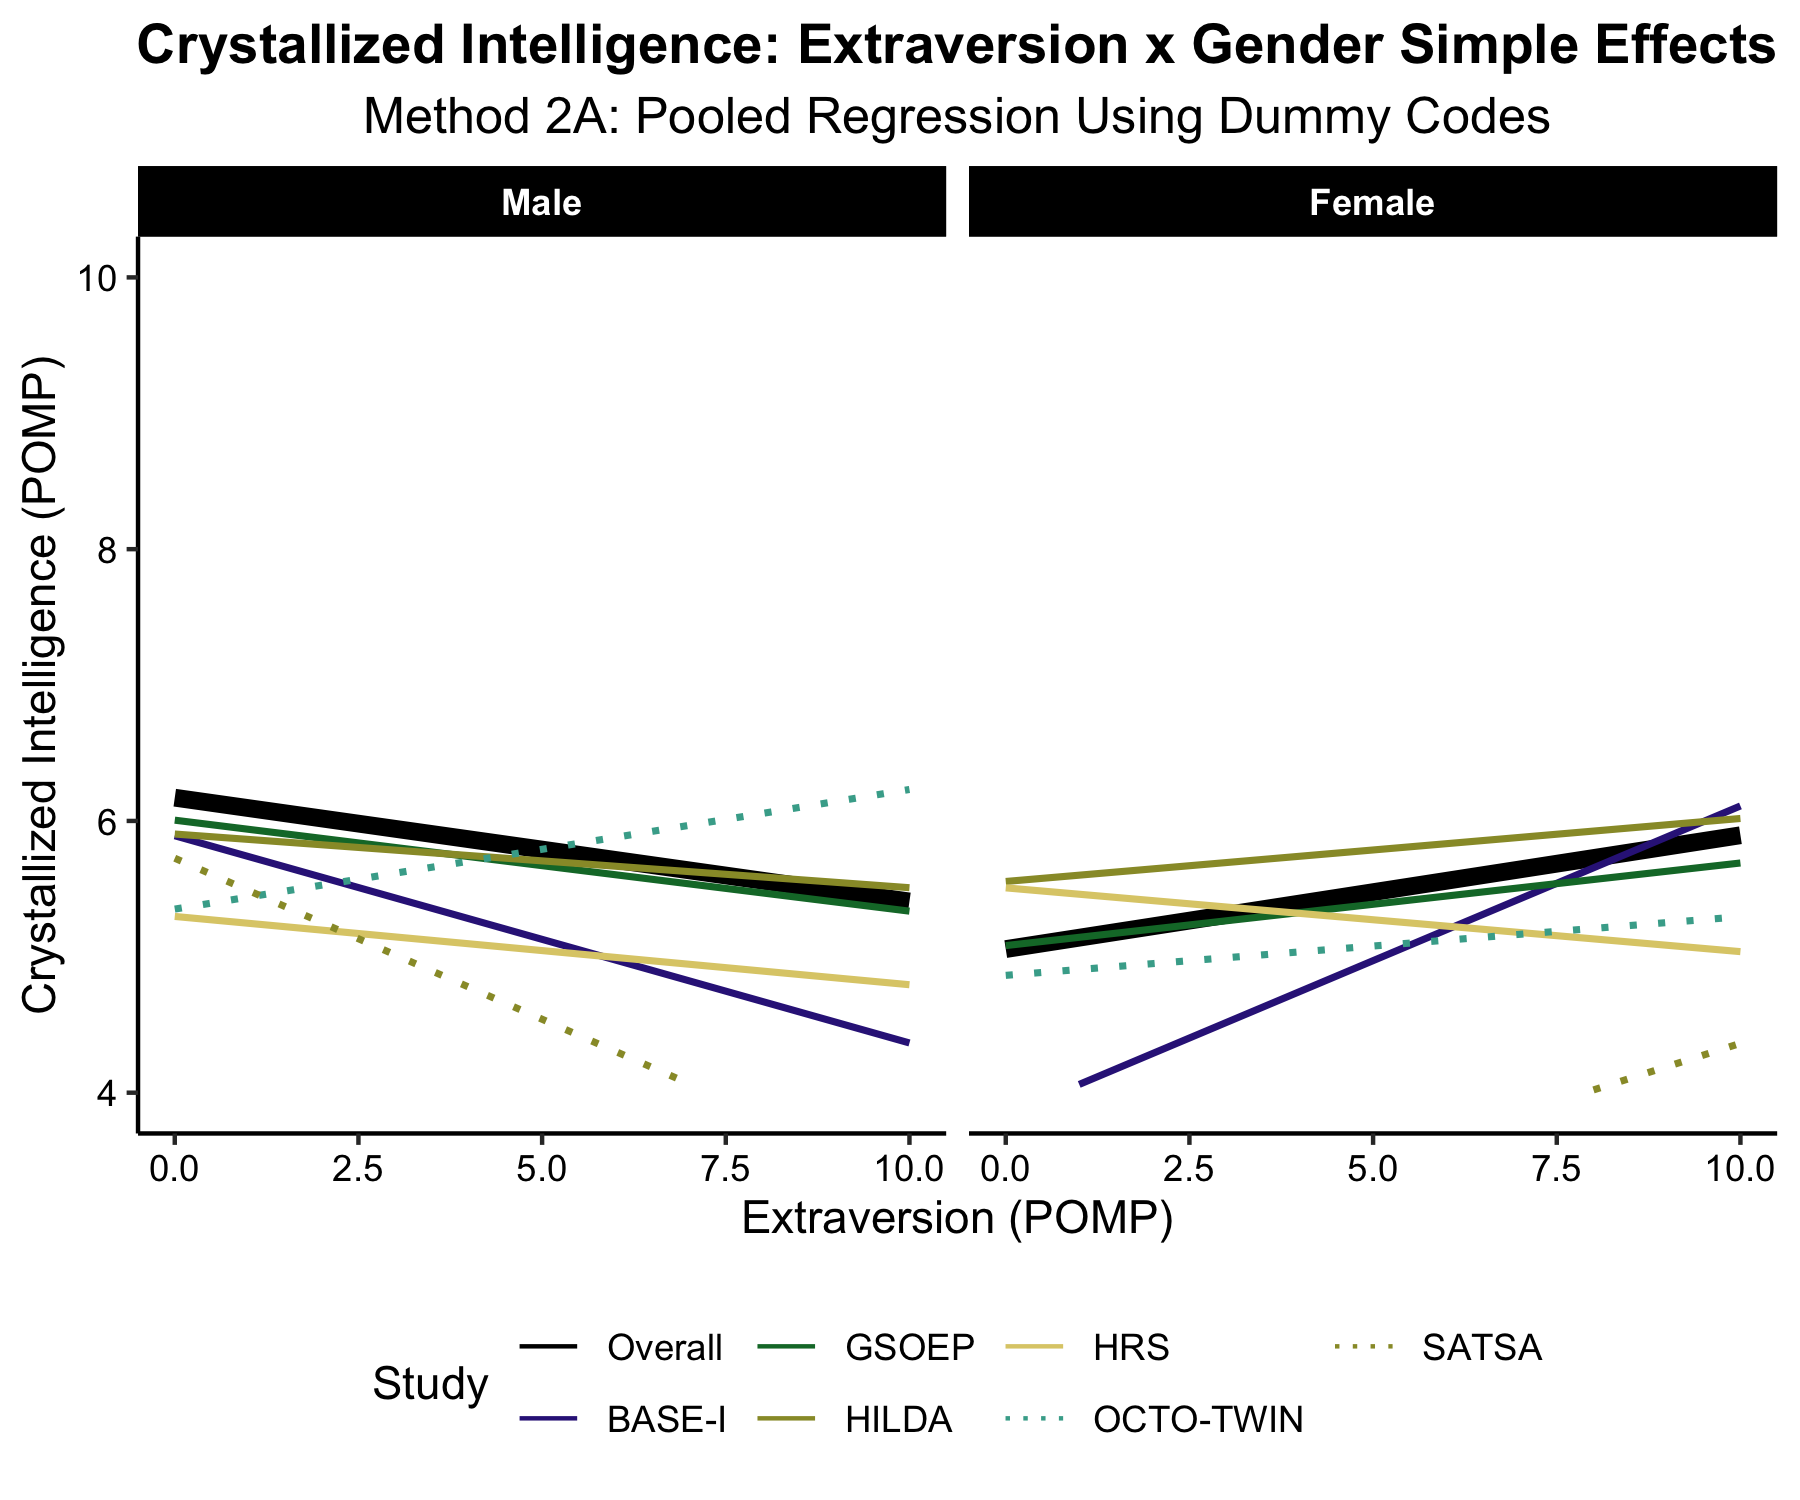 Crystallized Intelligence: Extraversion x Gender Simple Effects
Method 2A: Pooled Regression Using Dummy Codes
Male
Female
Crystallized Intelligence (POMP)
10
8
6
4
0.0 2.5 5.0 7.5 10.0
0.0 2.5 5.0 7.5 10.0
Extraversion (POMP)
Study
Overall GSOEP HRS SATSA
BASE-I HILDA OCTO-TWIN